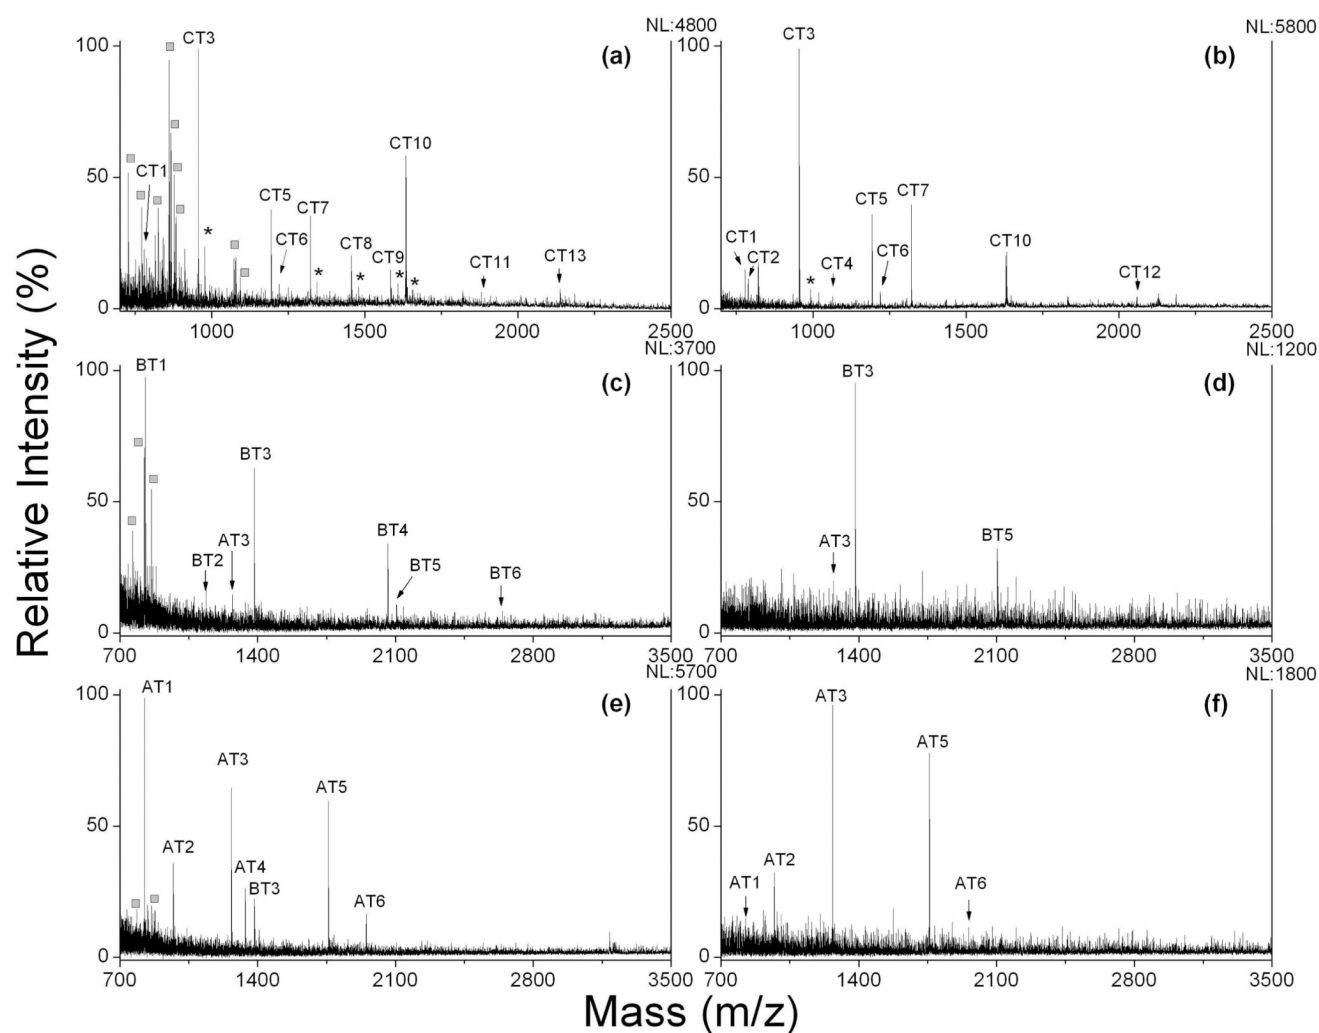 NL:4800
100
50
0
CT3
(a)
CT1
*
CT5
CT6
CT7
*
CT8
*
CT9
*
CT10
*
CT11
CT13
1000
1500
2000
2500
NL:5800
100
50
0
CT3
(b)
CT1
CT2
*
CT4
CT5
CT6
CT7
CT10
CT12
1000
1500
2000
2500
NL:3700
100
50
0
BT1
(c)
BT2
AT3
BT3
BT4
BT5
BT6
700
1400
2100
2800
3500
NL:1200
100
50
0
BT3
(d)
AT3
BT5
700
1400
2100
2800
3500
NL:5700
100
50
0
AT1
(e)
AT2
AT3
AT4
BT3
AT5
AT6
700
1400
2100
2800
3500
NL:1800
100
50
0
AT3
(f)
AT1
AT2
AT5
AT6
700
1400
2100
2800
3500
Relative Intensity (%)
Mass (m/z)